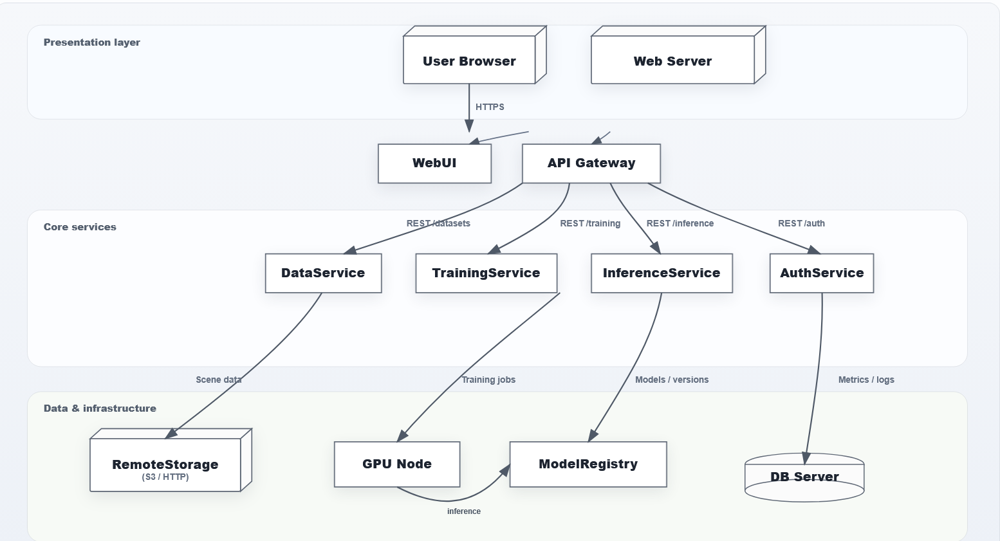 Presentation layer
User Browser
Web Server
HTTPS
WebUI
API Gateway
Core services
REST /datasets
REST /training
REST /inference
REST /auth
DataService
TrainingService
InferenceService
AuthService
Scene data
Training jobs
Models / versions
Metrics / logs
Data & infrastructure
RemoteStorage
(S3 / HTTP)
GPU Node
ModelRegistry
DB Server
inference